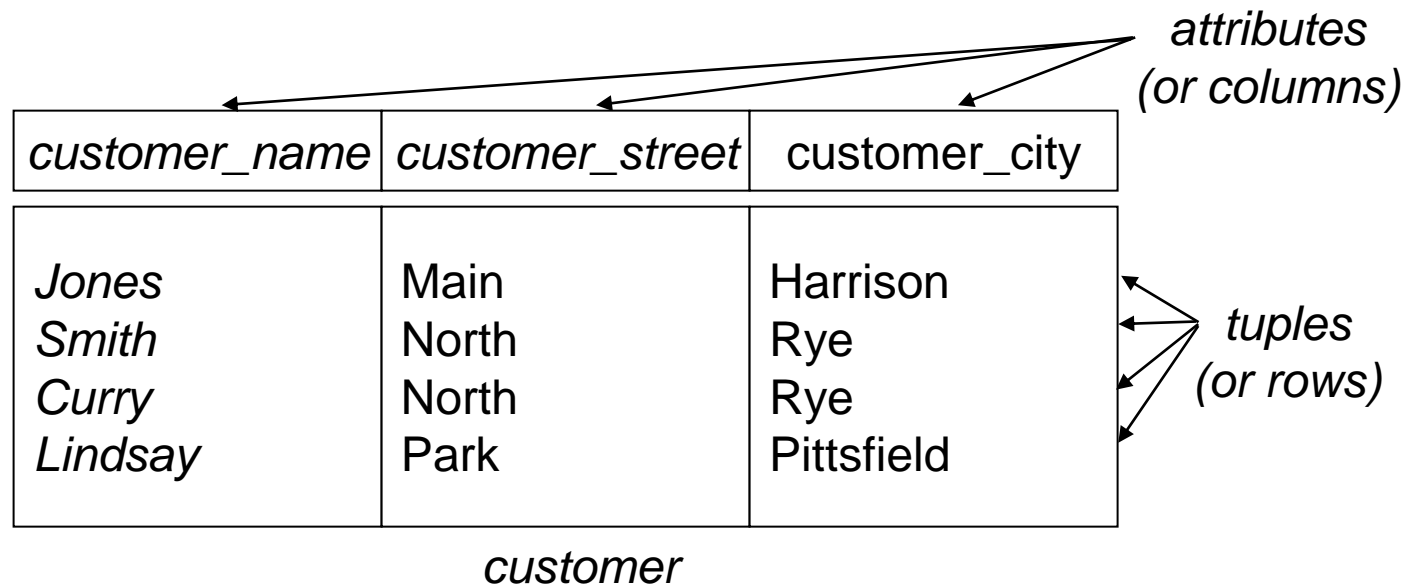 attributes
(or columns)
customer_name customer_street customer_city
Jones Main Harrison
Smith North Rye
Curry North Rye
Lindsay Park Pittsfield
tuples
(or rows)
customer